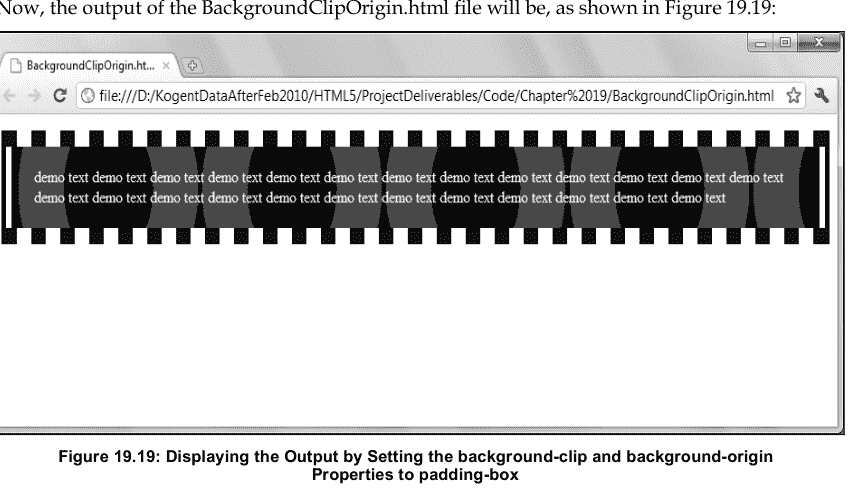 Now, the output of the BackgroundClipOrigin.html file will be, as shown in Figure 19.19:
BackgroundClipOrigin.ht...
file:///D:/KogentDataAfterFeb2010/HTML5/ProjectDeliverables/Code/Chapter%2019/BackgroundClipOrigin.html
demo text demo text demo text demo text demo text demo text demo text demo text demo text demo text demo text demo text demo text
demo text demo text demo text demo text demo text demo text demo text demo text demo text demo text demo text demo text
Figure 19.19: Displaying the Output by Setting the background-clip and background-origin
Properties to padding-box